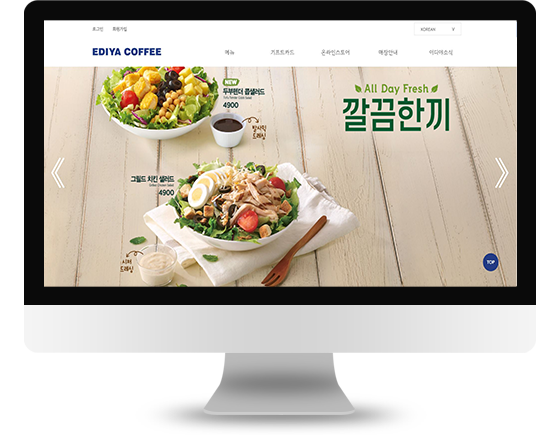 로그인 회원가입
KOREAN ∨
EDIYA COFFEE
메뉴 기프트카드 온라인스토어 매장안내 이디야소식
NEW
두부텐더 콥샐러드
4900
발사믹
드레싱
All Day Fresh
깔끔한끼
그릴드 치킨 샐러드
4900
시저
드레싱
TOP